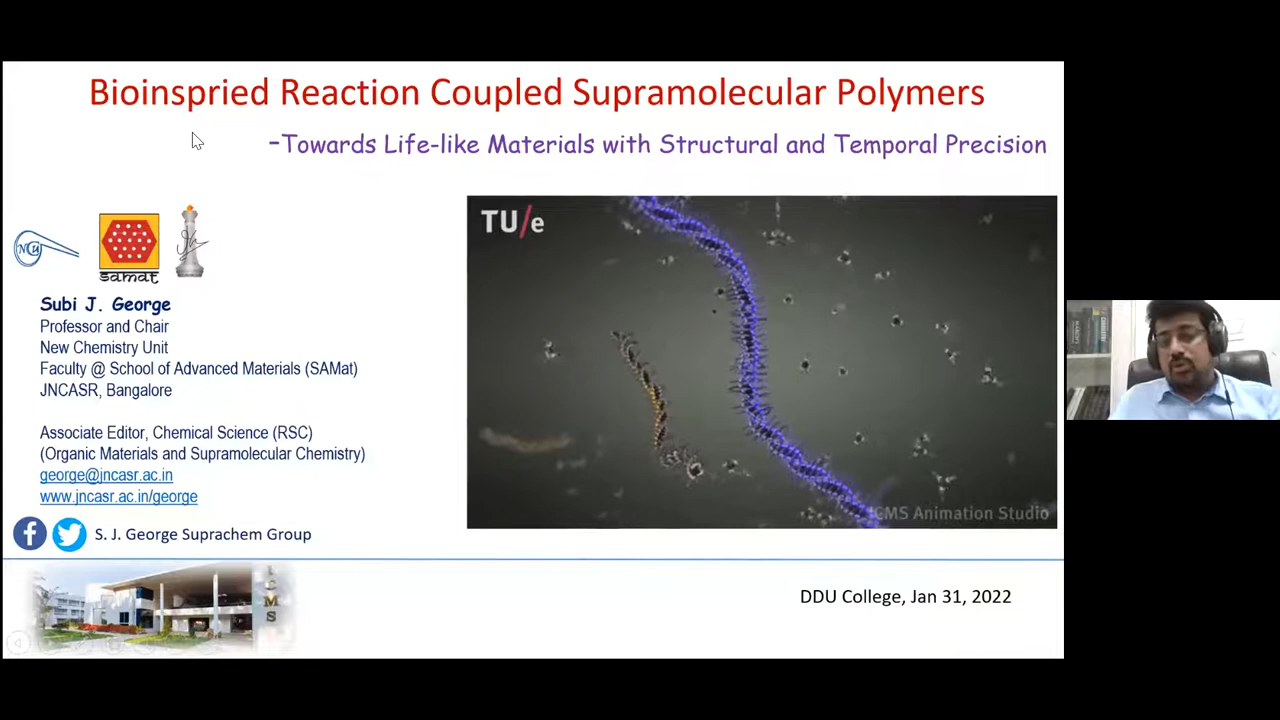 Bioinspried Reaction Coupled Supramolecular Polymers
-Towards Life-like Materials with Structural and Temporal Precision
TU/e
NCU
samat
Subi J. George
Professor and Chair
New Chemistry Unit
Faculty @ School of Advanced Materials (SAMat)
JNCASR, Bangalore
Associate Editor, Chemical Science (RSC)
(Organic Materials and Supramolecular Chemistry)
george@jncasr.ac.in
www.jncasr.ac.in/george
ICMS Animation Studio
S. J. George Suprachem Group
ICMS
DDU College, Jan 31, 2022